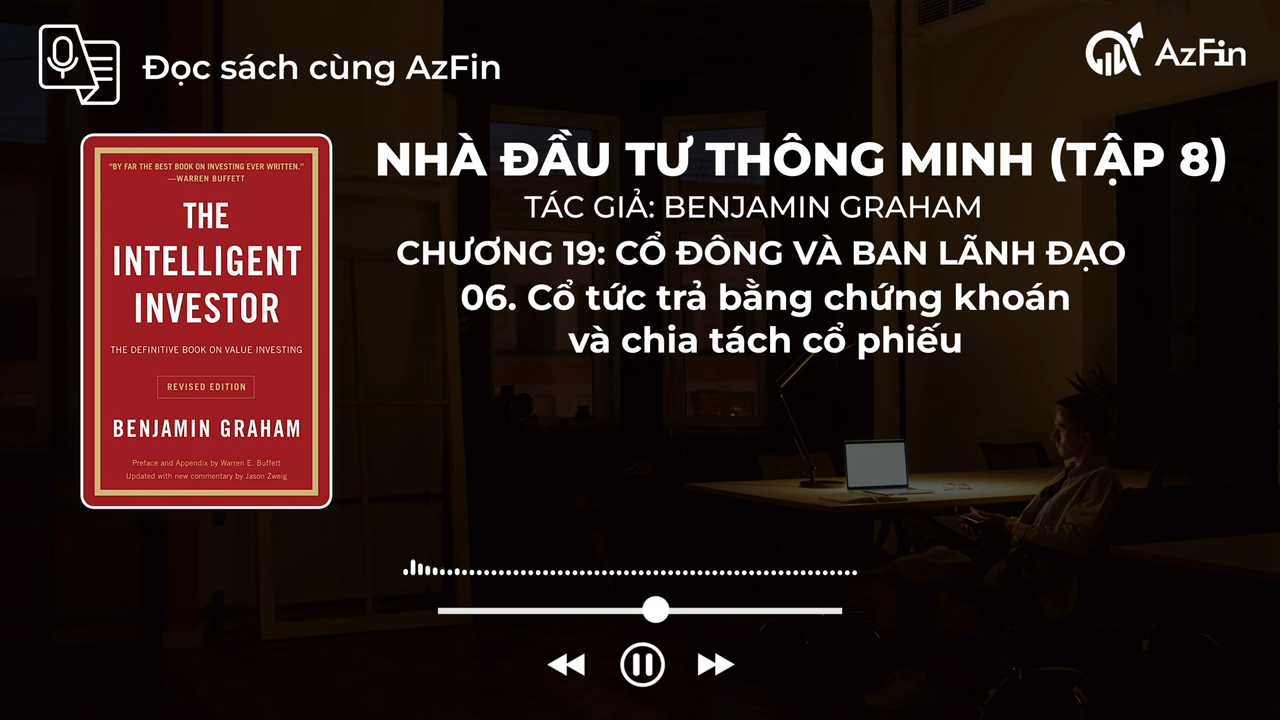 Đọc sách cùng AzFin
AzFin
"BY FAR THE BEST BOOK ON INVESTING EVER WRITTEN."
—WARREN BUFFETT
THE
INTELLIGENT
INVESTOR
THE DEFINITIVE BOOK ON VALUE INVESTING
REVISED EDITION
BENJAMIN GRAHAM
Preface and Appendix by Warren E. Buffett
Updated with new commentary by Jason Zweig
NHÀ ĐẦU TƯ THÔNG MINH (TẬP 8)
TÁC GIẢ: BENJAMIN GRAHAM
CHƯƠNG 19: CỔ ĐÔNG VÀ BAN LÃNH ĐẠO
06. Cổ tức trả bằng chứng khoán
và chia tách cổ phiếu